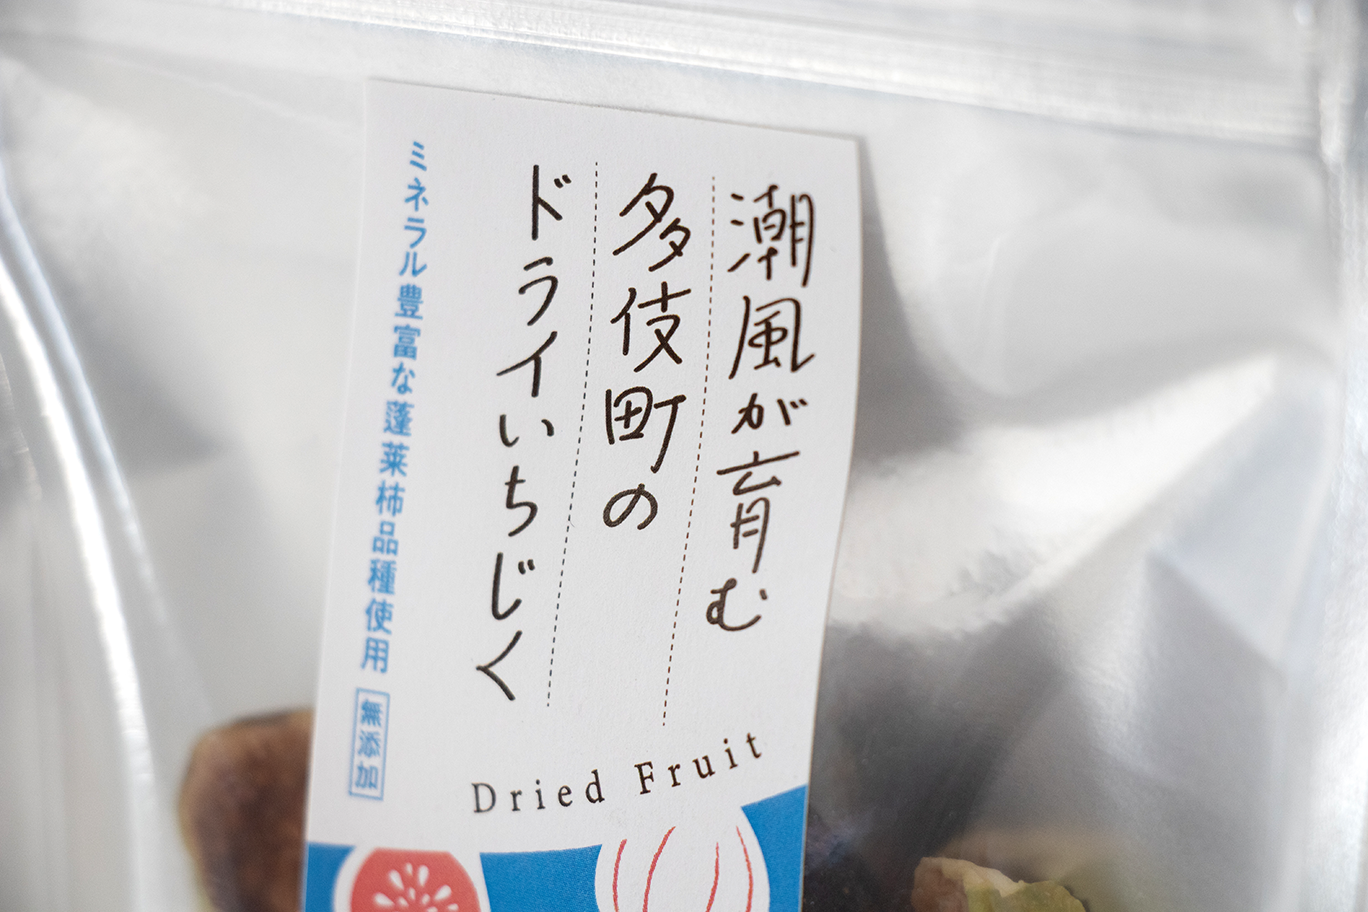 潮風が育む
多伎町の
ドライいちじく
ミネラル豊富な蓬莱柿品種使用
無添加
Dried Fruit